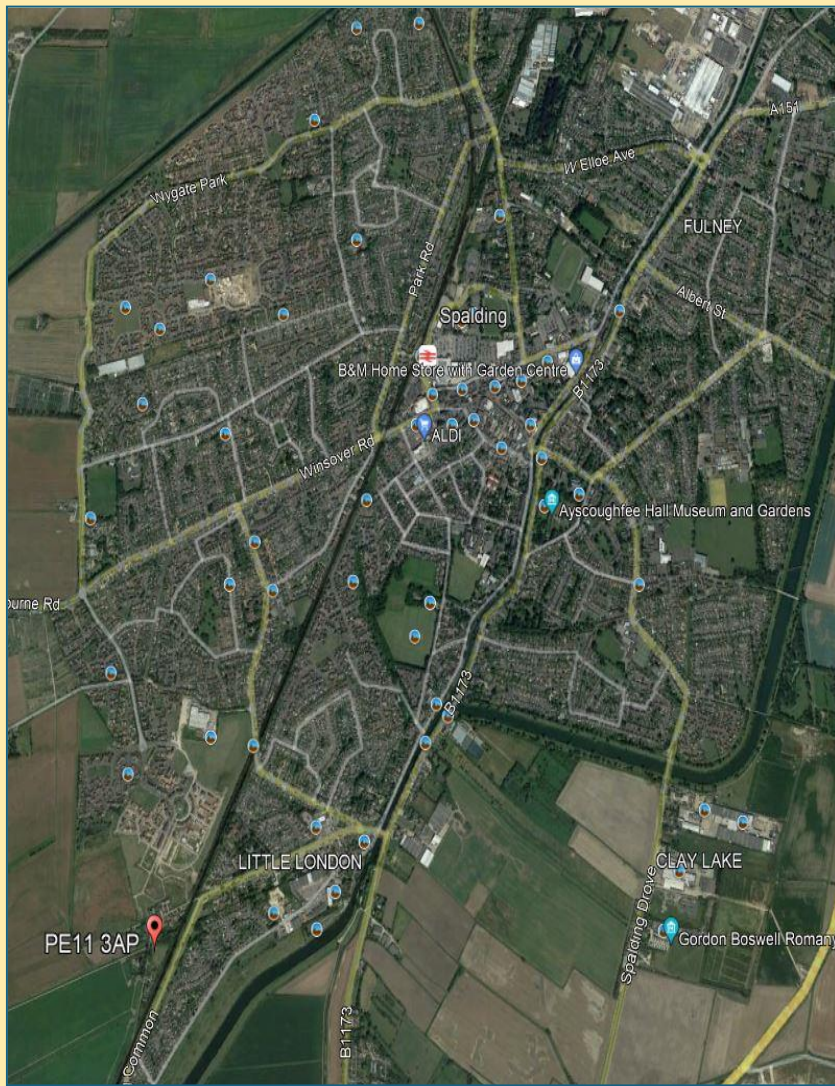 A151
W Elloe Ave
Wygate Park
FULNEY
Park Rd
Albert St
Spalding
B&M Home Store with Garden Centre
B1173
ALDI
Winsover Rd
Ayscoughfee Hall Museum and Gardens
ourne Rd
B1173
LITTLE LONDON
CLAY LAKE
PE11 3AP
Gordon Boswell Romany
Spalding Drove
B1173
Common